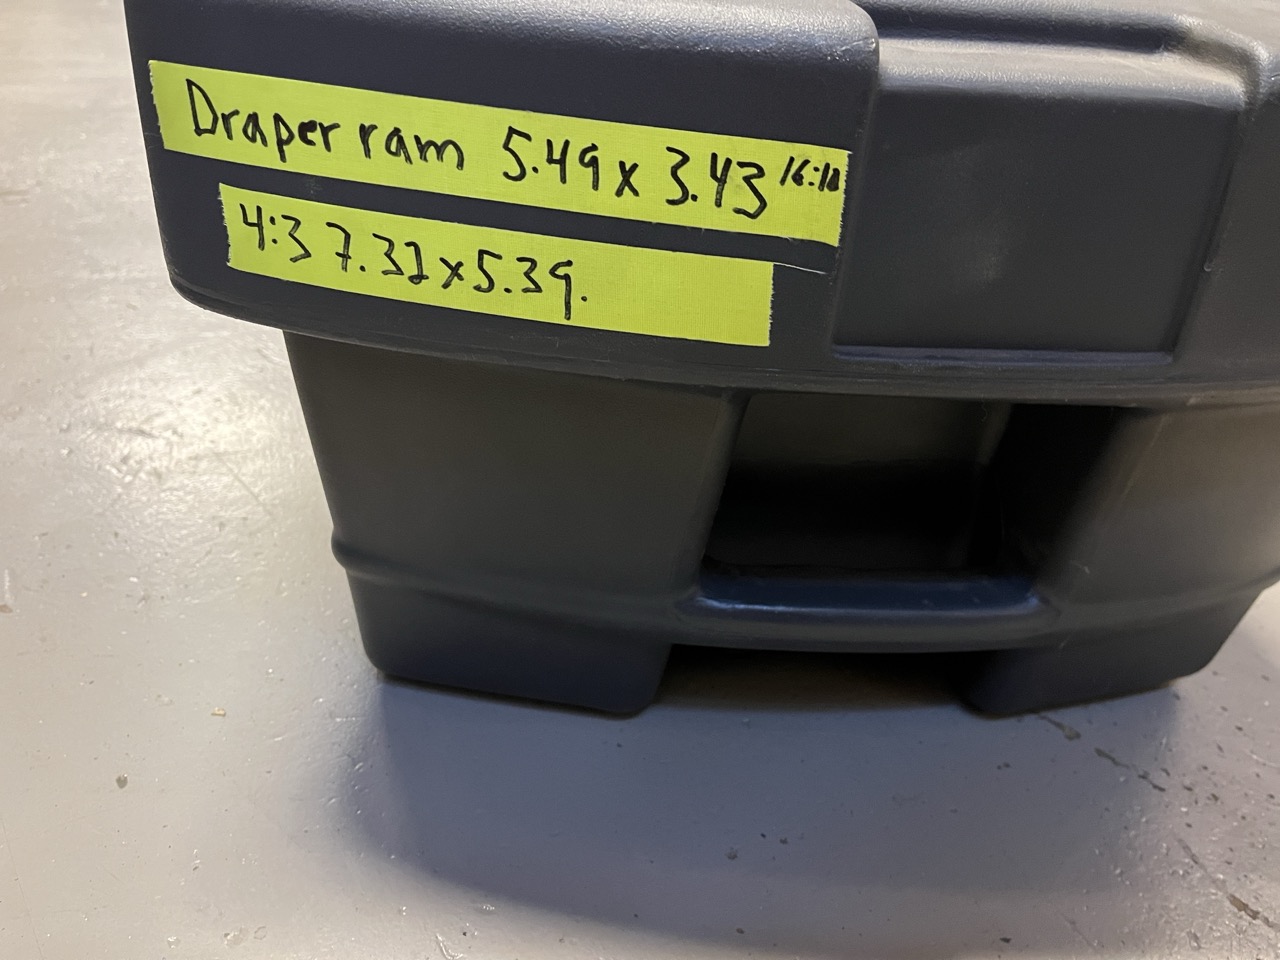 Draper ram 5.49 x 3.43 16:10
4:3 7.32 x 5.39.